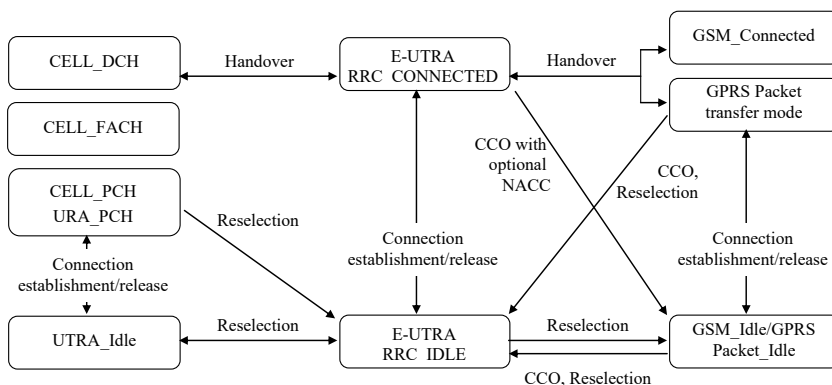 GSM_Connected
CELL_DCH
Handover
E-UTRA
RRC CONNECTED
Handover
GPRS Packet
transfer mode
CELL_FACH
CCO with
optional
NACC
CCO,
Reselection
CELL_PCH
URA_PCH
Reselection
Connection
establishment/release
Connection
establishment/release
Connection
establishment/release
UTRA_Idle
Reselection
E-UTRA
RRC IDLE
Reselection
GSM_Idle/GPRS
Packet_Idle
CCO, Reselection